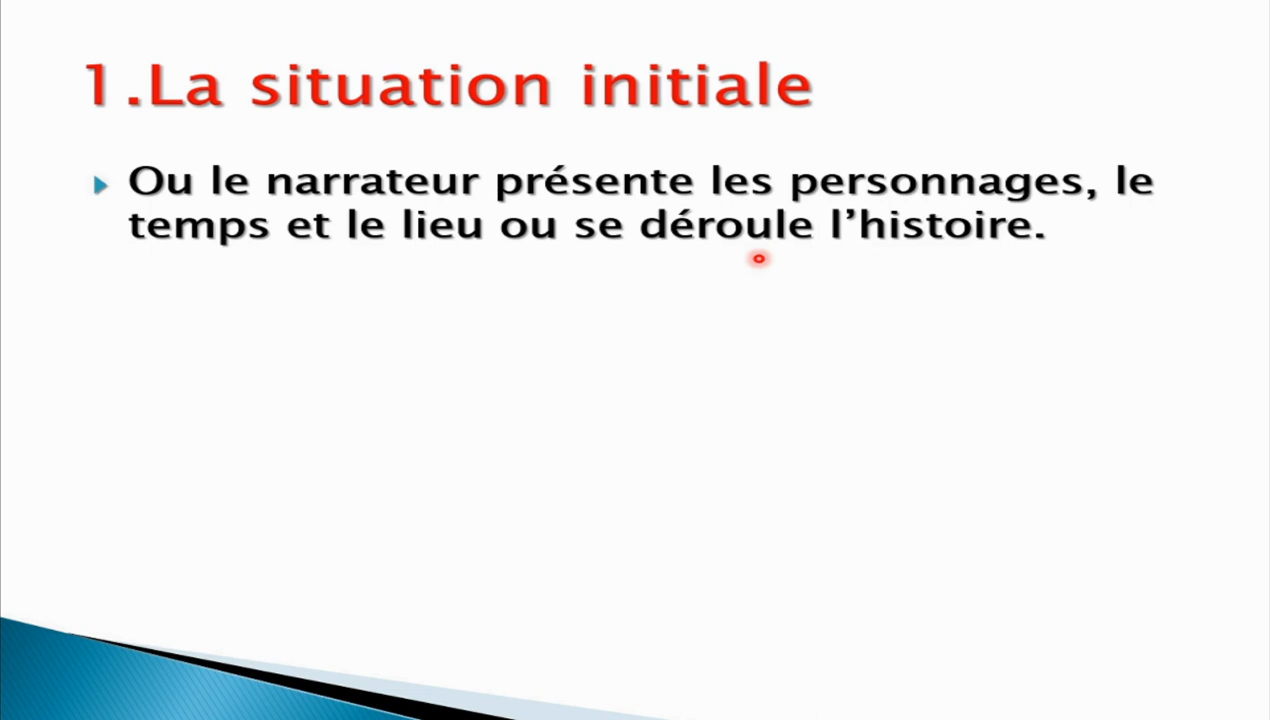 1.La situation initiale
Ou le narrateur présente les personnages, le
temps et le lieu ou se déroule l’histoire.